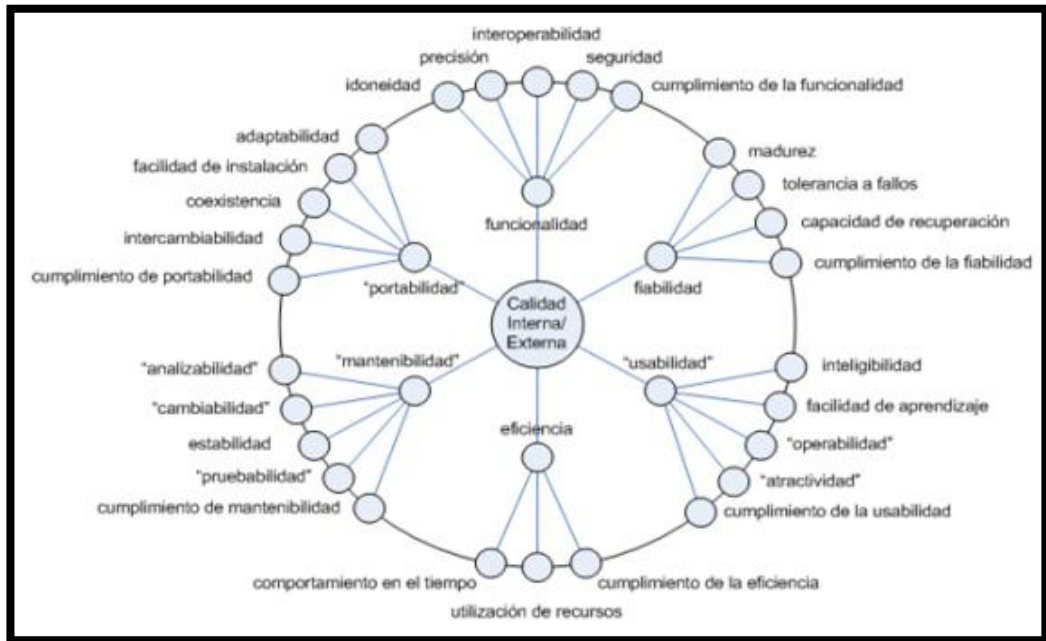 interoperabilidad
precisión
seguridad
idoneidad
cumplimiento de la funcionalidad
adaptabilidad
madurez
facilidad de instalación
tolerancia a fallos
coexistencia
capacidad de recuperación
funcionalidad
intercambiabilidad
cumplimiento de portabilidad
cumplimiento de la fiabilidad
"portabilidad"
fiabilidad
Calidad
Interna/
Externa
"mantenibilidad"
"usabilidad"
"analizabilidad"
inteligibilidad
"cambiabilidad"
facilidad de aprendizaje
eficiencia
estabilidad
"operabilidad"
"pruebabilidad"
"atractividad"
cumplimiento de mantenibilidad
cumplimiento de la usabilidad
comportamiento en el tiempo
cumplimiento de la eficiencia
utilización de recursos